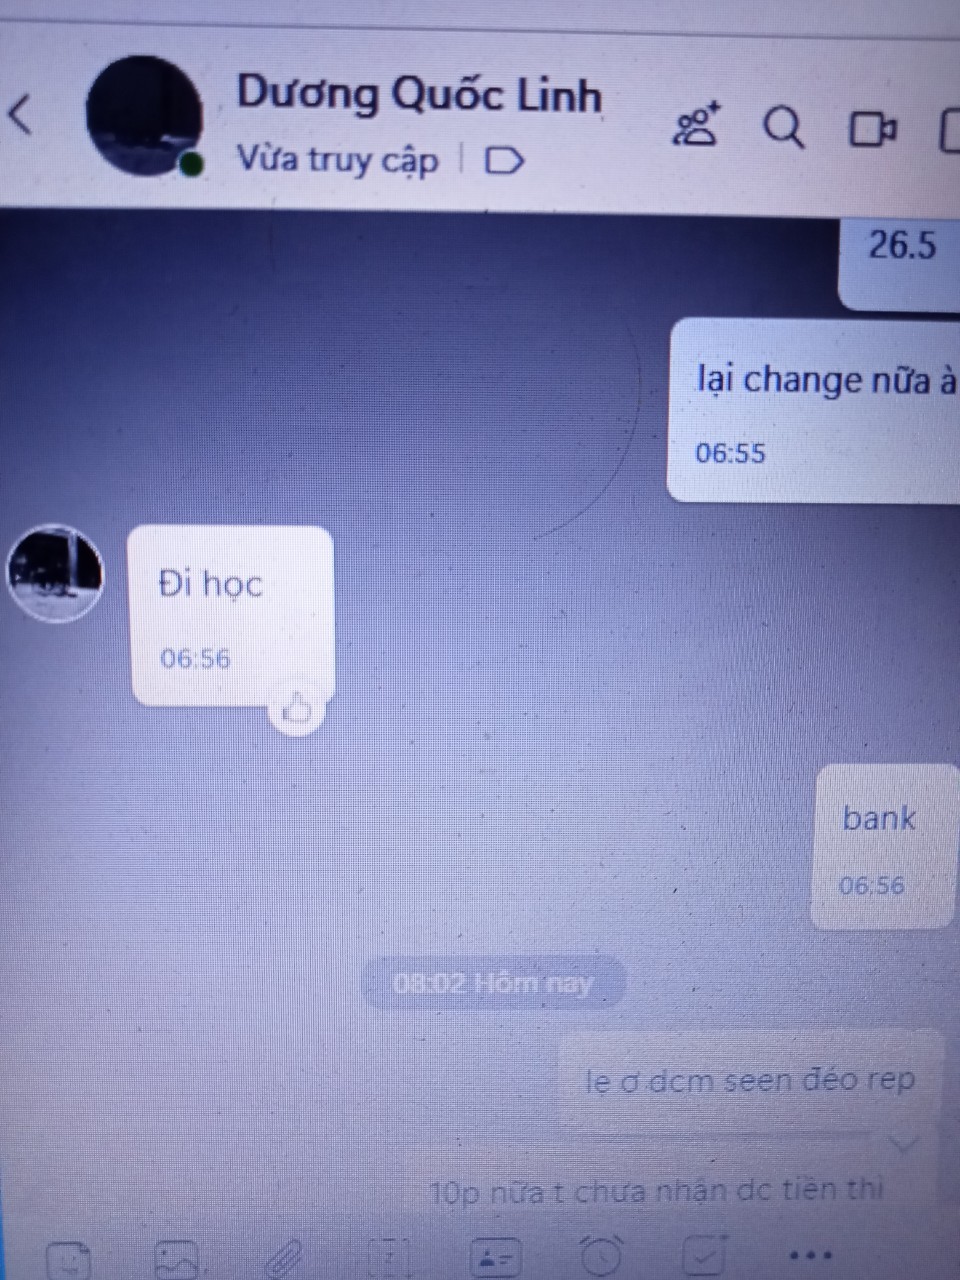 Dương Quốc Linh
Vừa truy cập
26.5
lại change nữa à
06:55
Đi học
06:56
bank
06:56
08:02 Hôm nay
lẹ ơ dcm seen đéo rep
10p nữa t chưa nhận dc tiền thì